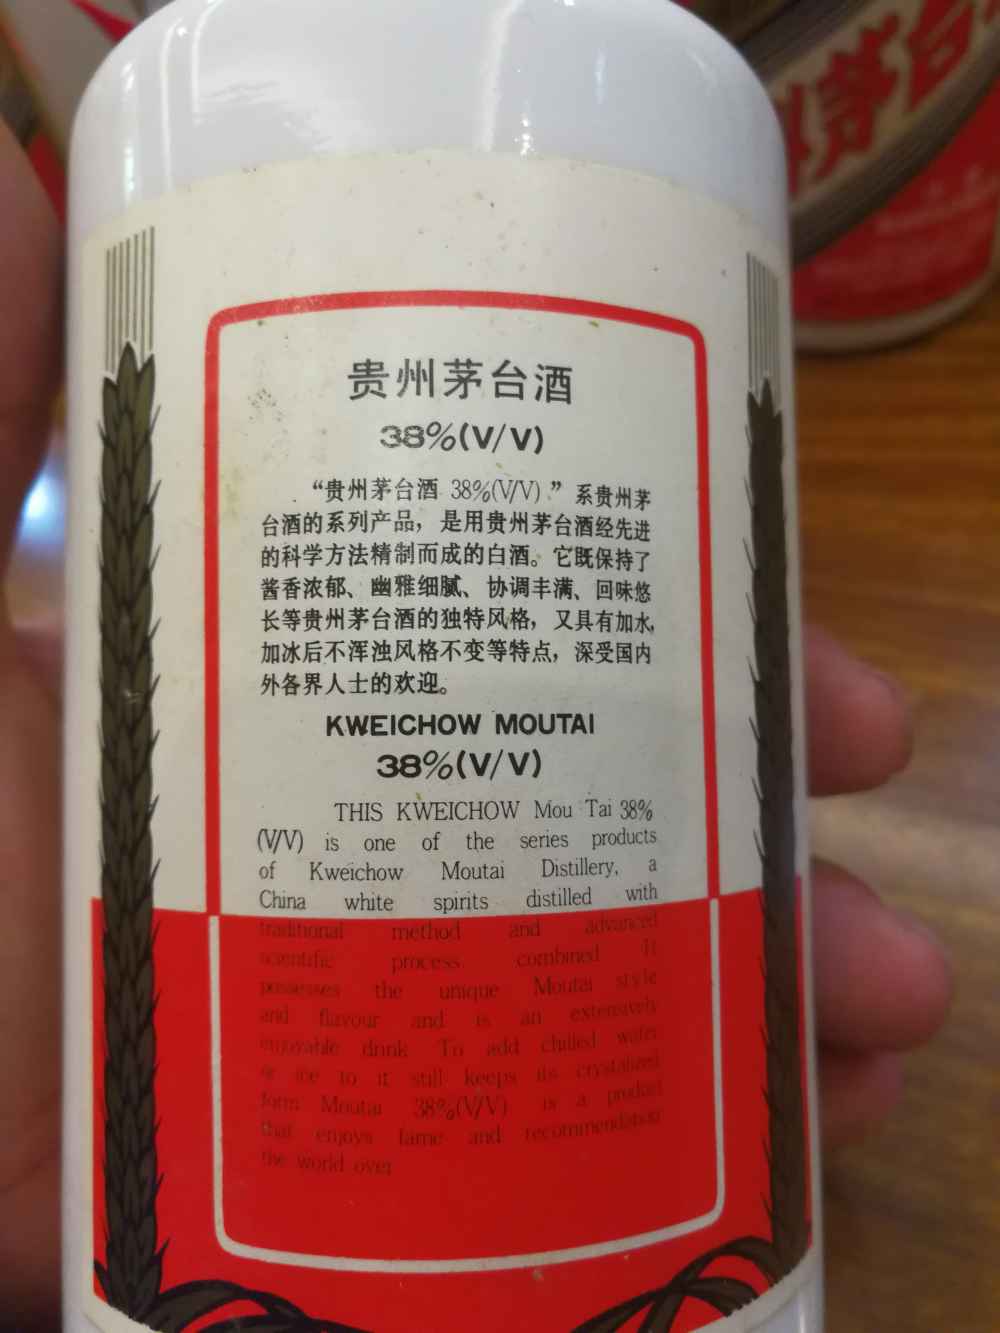 州茅台
贵州茅台酒
38%(V/V)
“贵州茅台酒 38%(V/V)”系贵州茅
台酒的系列产品，是用贵州茅台酒经先进
的科学方法精制而成的白酒。它既保持了
酱香浓郁、幽雅细腻、协调丰满、回味悠
长等贵州茅台酒的独特风格，又具有加水，
加冰后不浑浊风格不变等特点，深受国内
外各界人士的欢迎。
KWEICHOW MOUTAI
38%(V/V)
THIS KWEICHOW Mou Tai 38%
(V/V) is one of the series products
of Kweichow Moutai Distillery, a
China white spirits distilled with
traditional method and advanced
scientific process combined It
possesses the unique Moutai style
and flavour and is an extensively
enjoyable drink To add chilled water
or ice to it still keeps its crystalized
form Moutai 38%(V/V) is a product
that enjoys fame and recommendation
the world over